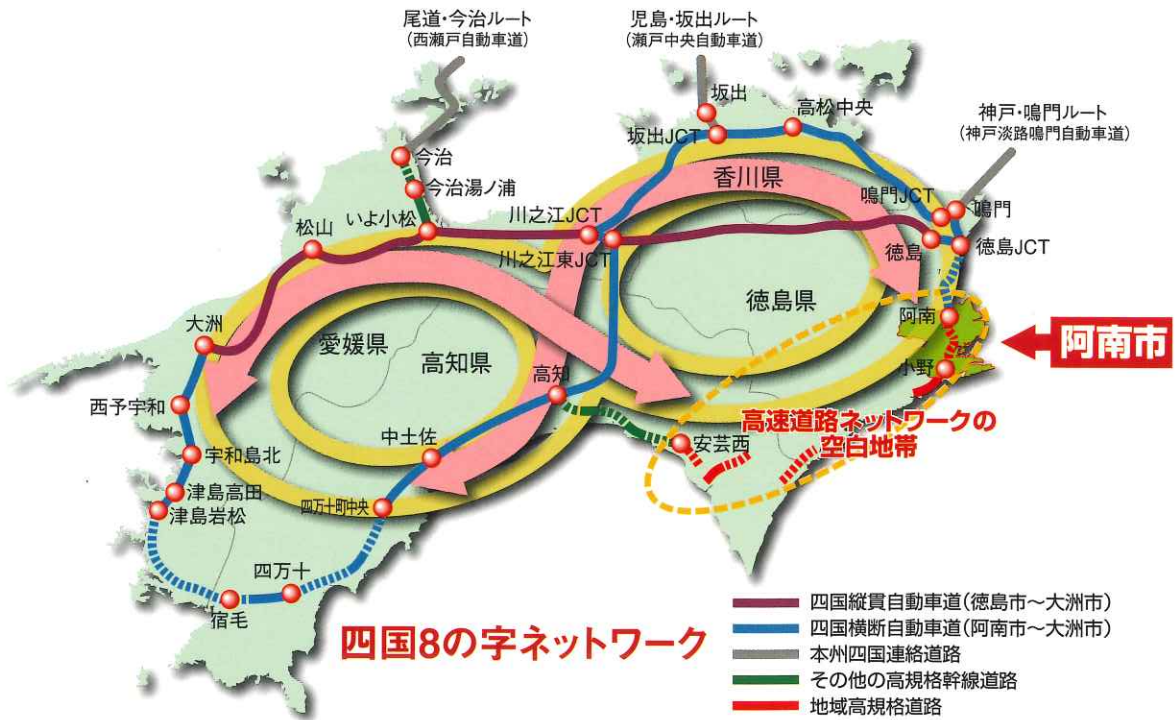 尾道・今治ルート
(西瀬戸自動車道)
児島・坂出ルート
(瀬戸中央自動車道)
神戸・鳴門ルート
(神戸淡路鳴門自動車道)
坂出
高松中央
坂出JCT
今治
香川県
今治湯ノ浦
鳴門JCT
鳴門
いよ小松
川之江JCT
松山
川之江東JCT
徳島
徳島JCT
徳島県
大洲
愛媛県
阿南
阿南市
高知県
小野
高知
西予宇和
高速道路ネットワークの
空白地帯
中土佐
安芸西
宇和島北
津島高田
四万十町中央
津島岩松
四万十
宿毛
四国8の字ネットワーク
四国縦貫自動車道(徳島市～大洲市)
四国横断自動車道(阿南市～大洲市)
本州四国連絡道路
その他の高規格幹線道路
地域高規格道路